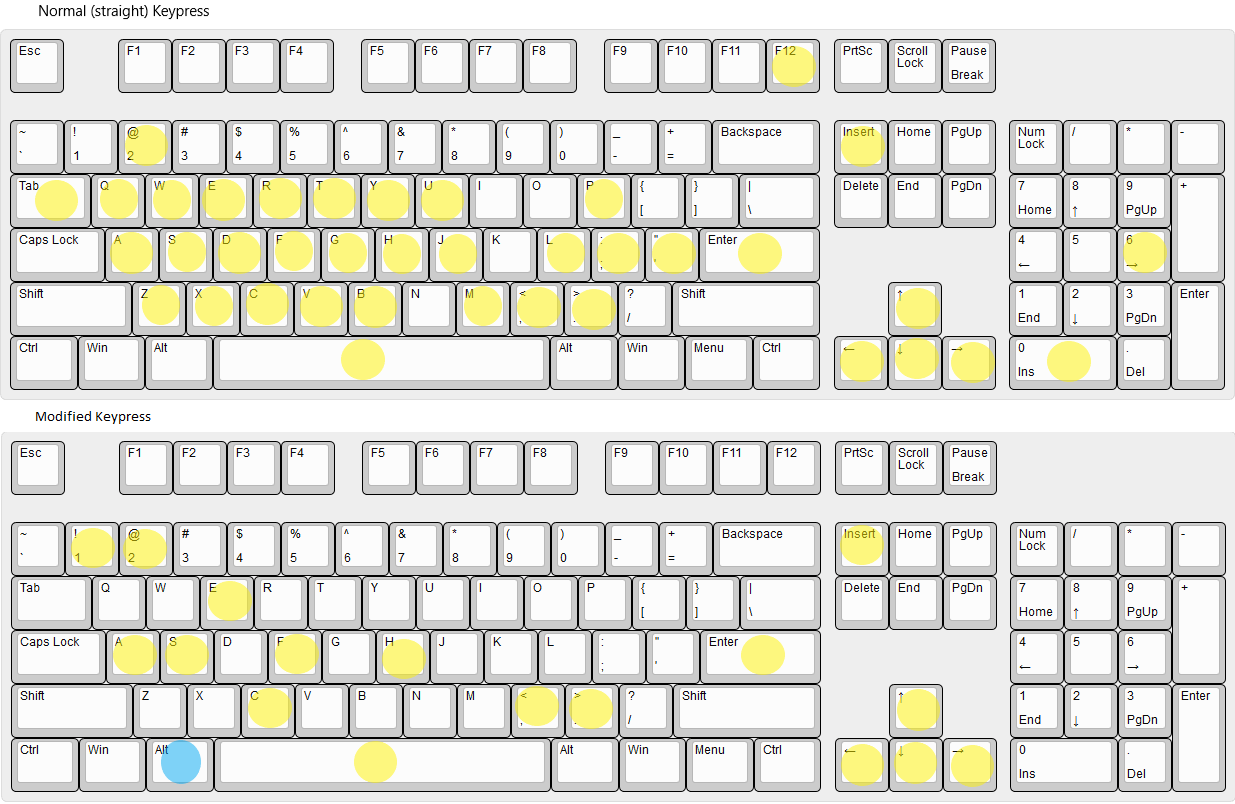 Normal (straight) Keypress
Esc F1 F2 F3 F4 F5 F6 F7 F8 F9 F10 F11 F12 PrtSc Scroll Lock Pause Break
~ ! @ # $ % ^ & * ( ) _ + Backspace Insert Home PgUp Num Lock / * -
` 1 2 3 4 5 6 7 8 9 0 - =
Tab Q W E R T Y U I O P { } | Delete End PgDn 7 8 9 +
[ ] \ Home ↑ PgUp
Caps Lock A S D F G H J K L : " Enter 4 5 6
; ' ← →
Shift Z X C V B N M < > ? Shift ↑ 1 2 3 Enter
, . / End ↓ PgDn
Ctrl Win Alt Alt Win Menu Ctrl ← ↓ → 0 .
Ins Del
Modified Keypress
Esc F1 F2 F3 F4 F5 F6 F7 F8 F9 F10 F11 F12 PrtSc Scroll Lock Pause Break
~ ! @ # $ % ^ & * ( ) _ + Backspace Insert Home PgUp Num Lock / * -
` 1 2 3 4 5 6 7 8 9 0 - =
Tab Q W E R T Y U I O P { } | Delete End PgDn 7 8 9 +
[ ] \ Home ↑ PgUp
Caps Lock A S D F G H J K L : " Enter 4 5 6
; ' ← →
Shift Z X C V B N M < > ? Shift ↑ 1 2 3 Enter
, . / End ↓ PgDn
Ctrl Win Alt Alt Win Menu Ctrl ← ↓ → 0 .
Ins Del